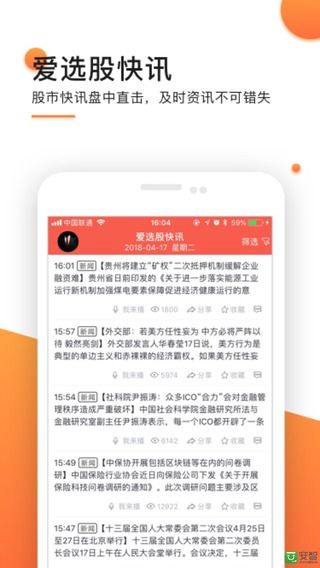 爱选股快讯
股市快讯盘中直击，及时资讯不可错失
中国联通
16:04
59%
爱选股快讯
2018-04-17 星期二
筛选
16:01 新闻【贵州将建立“矿权”二次抵押机制缓解企业
融资难】贵州省日前印发的《关于进一步落实能源工业
运行新机制加强煤电要素保障促进经济健康运行的意
我来播 1800 分享 收藏
15:57 新闻【外交部：若美方任性妄为 中方必将严阵以
待 毅然亮剑】外交部发言人华春莹17日说，美方行为是
典型的单边主义和赤裸裸的经济霸权。如果美方任性妄
我来播 5974 分享 收藏
15:54 新闻【社科院尹振涛：众多ICO“合力”会对金融管
理秩序造成严重破坏】中国保险行业协会金融研究所法与
金融研究室副主任尹振涛表示，每一个ICO都开辟了一条
我来播 6142 分享 收藏
15:49 新闻【中保协开展包括区块链等在内的问卷调
研】中国保险行业协会近日向保险公司下发《关于开展
保险科技问卷调研的通知》。此次调研问题主要涉及区
我来播 12922 分享 收藏
15:46 新闻【十三届全国人大常委会第二次会议4月25日
至27日在北京举行】十三届全国人大常委会第二次委员长
会议17日上午在人民大会堂举行。会议决定，十三届全
安智